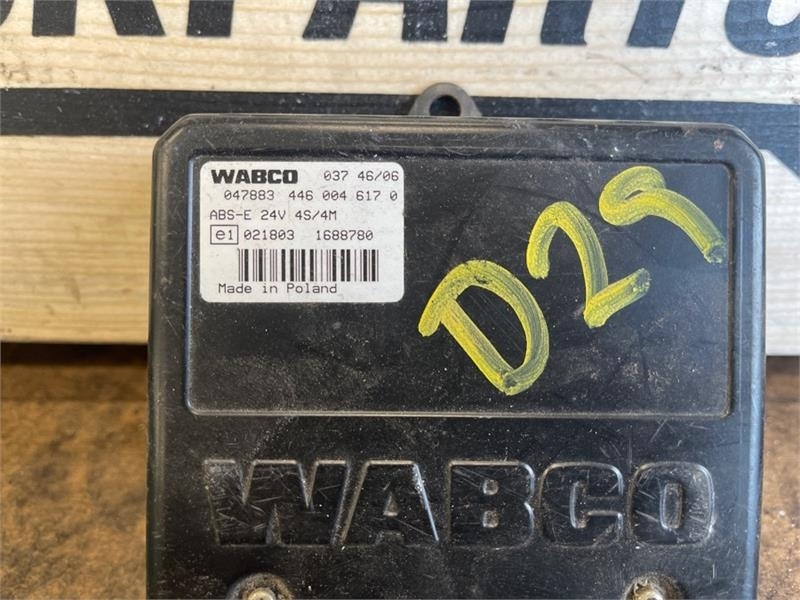 WABCO 037 46/06
047883 446 004 617 0
ABS-E 24V 4S/4M
e1 021803 1688780
Made in Poland
D29
WABCO